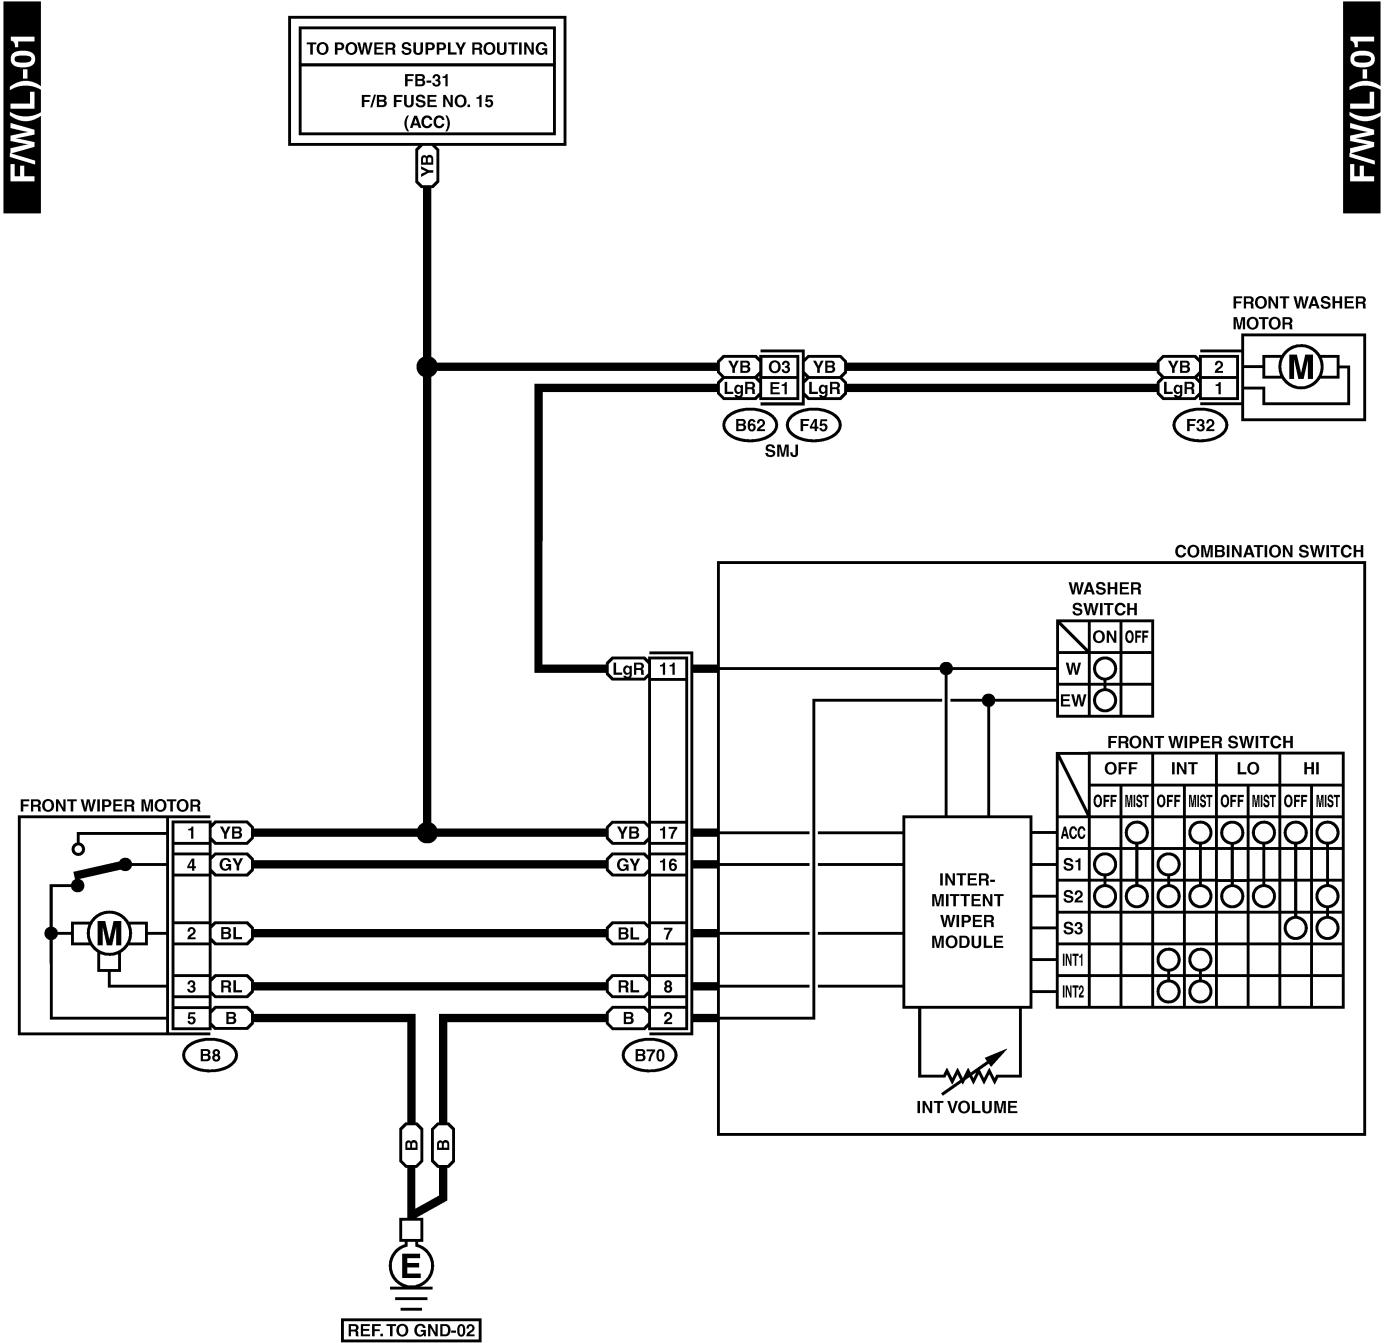 F/W(L)-01
F/W(L)-01
TO POWER SUPPLY ROUTING
FB-31
F/B FUSE NO. 15
(ACC)
YB
FRONT WASHER
MOTOR
YB O3 YB
YB 2
M
LgR E1 LgR
LgR 1
B62 F45
F32
SMJ
COMBINATION SWITCH
WASHER
SWITCH
ON OFF
LgR 11
W
EW
FRONT WIPER SWITCH
OFF INT LO HI
OFF MIST OFF MIST OFF MIST OFF MIST
FRONT WIPER MOTOR
1 YB
YB 17
ACC
4 GY
GY 16
S1
INTER-
MITTENT
WIPER
MODULE
S2
M
2 BL
BL 7
S3
INT1
3 RL
RL 8
INT2
5 B
B 2
B8
B70
INT VOLUME
B B
E
REF. TO GND-02